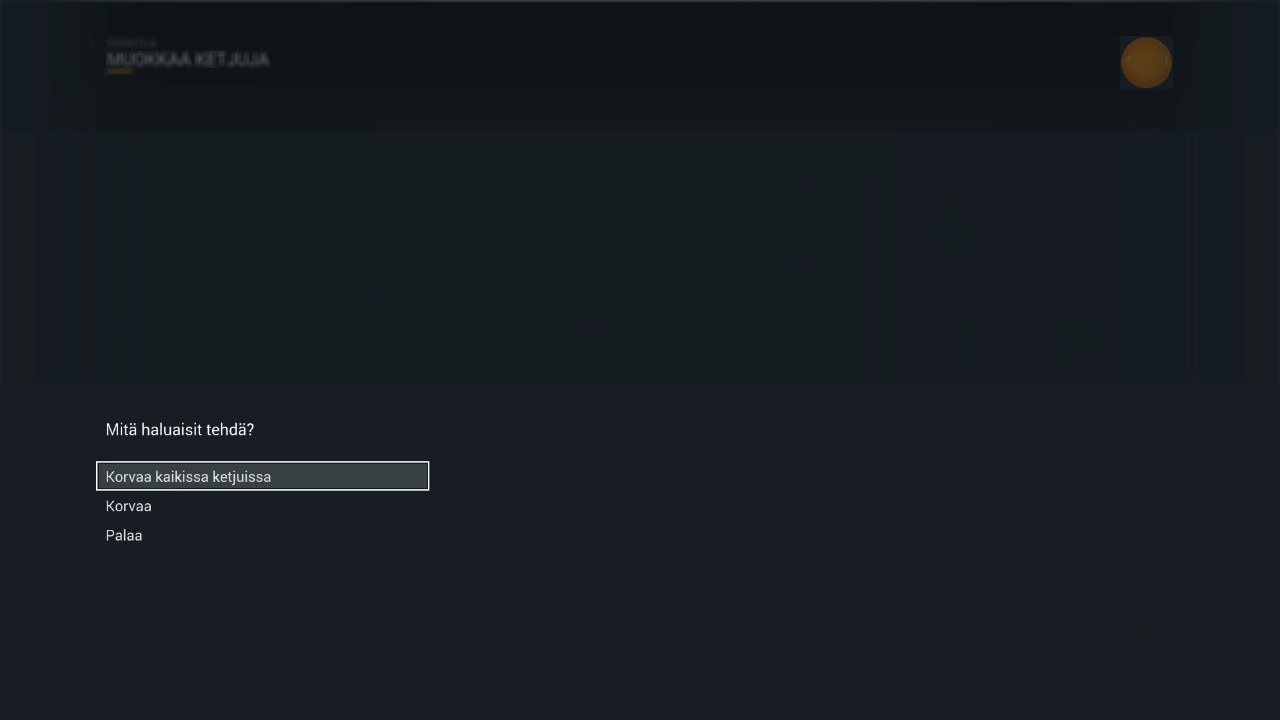 MUOKKAA KETJUJA
Mitä haluaisit tehdä?
Korvaa kaikissa ketjuissa
Korvaa
Palaa